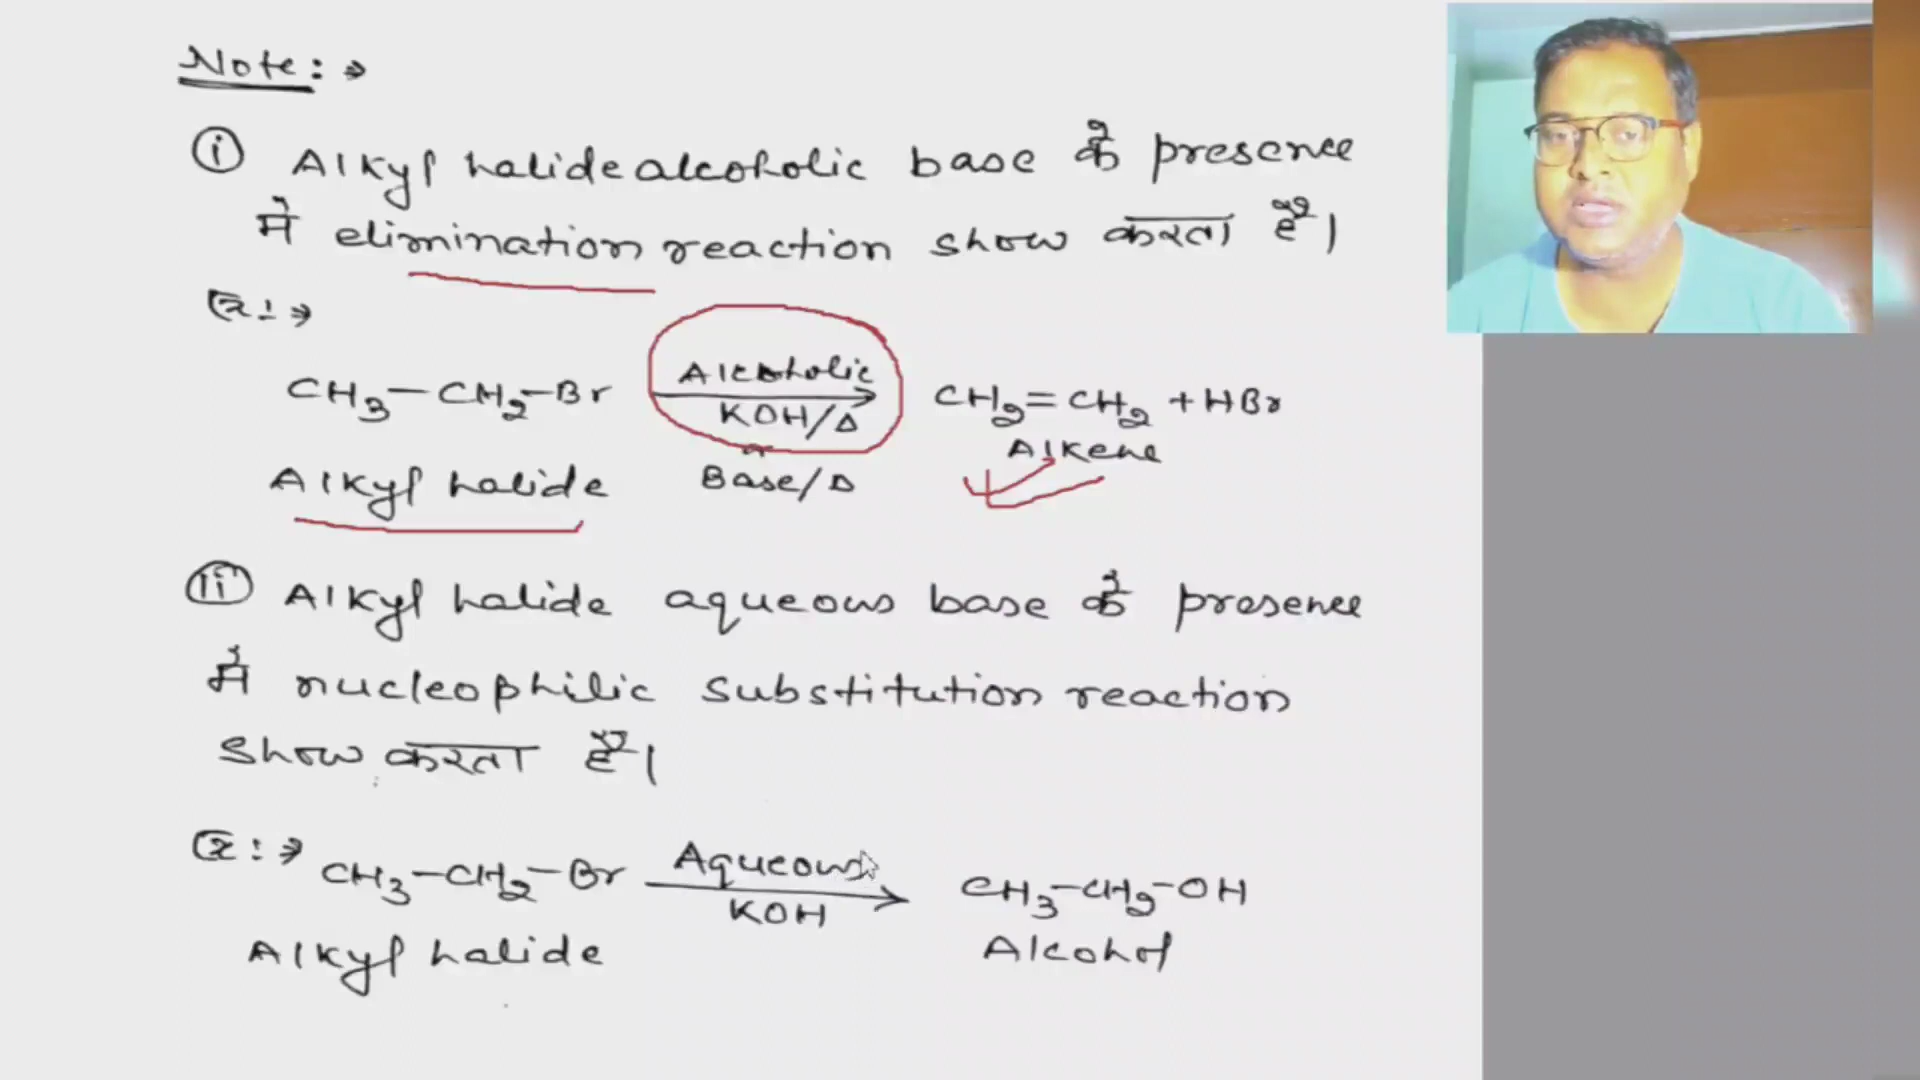 Note:→
(i) Alkyl halide alcoholic base के presence
में elimination reaction show करता है।
Ex:→
CH₃-CH₂-Br Alcoholic KOH/Δ → CH₂=CH₂ + HBr
or
Alkyl halide Base/Δ Alkene
(ii) Alkyl halide aqueous base के presence
में nucleophilic substitution reaction
show करता है।
Ex:→ CH₃-CH₂-Br Aqueous KOH → CH₃-CH₂-OH
Alkyl halide Alcohol